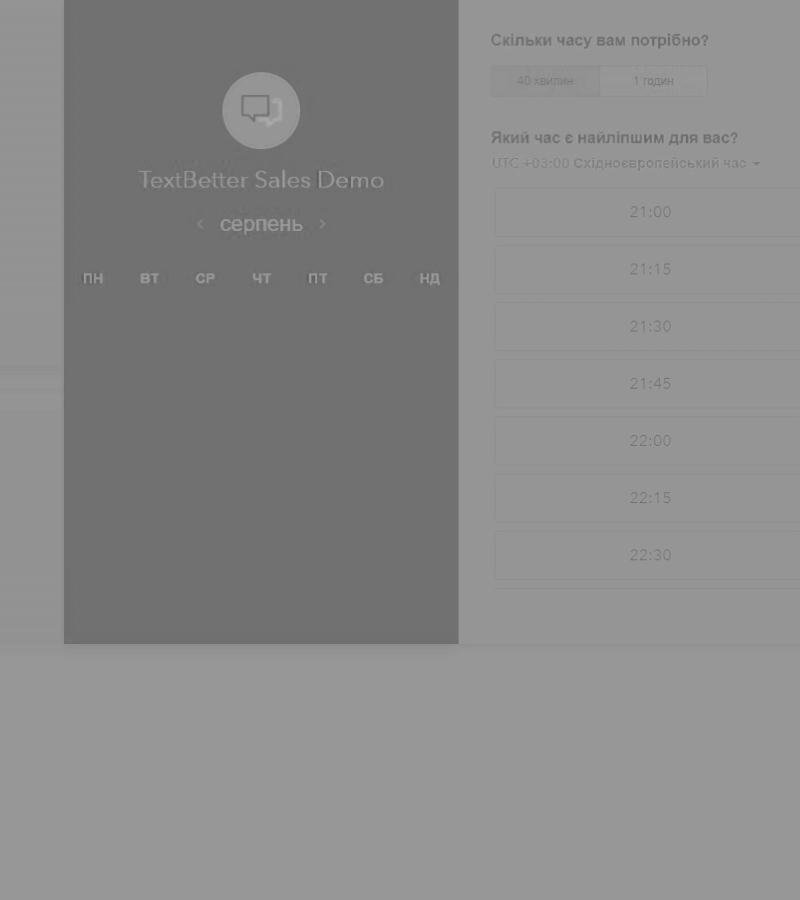 TextBetter Sales Demo
серпень
ПН ВТ СР ЧТ ПТ СБ НД
Скільки часу вам потрібно?
40 хвилин 1 годин
Який час є найліпшим для вас?
UTC +03:00 Східноєвропейський час
21:00
21:15
21:30
21:45
22:00
22:15
22:30